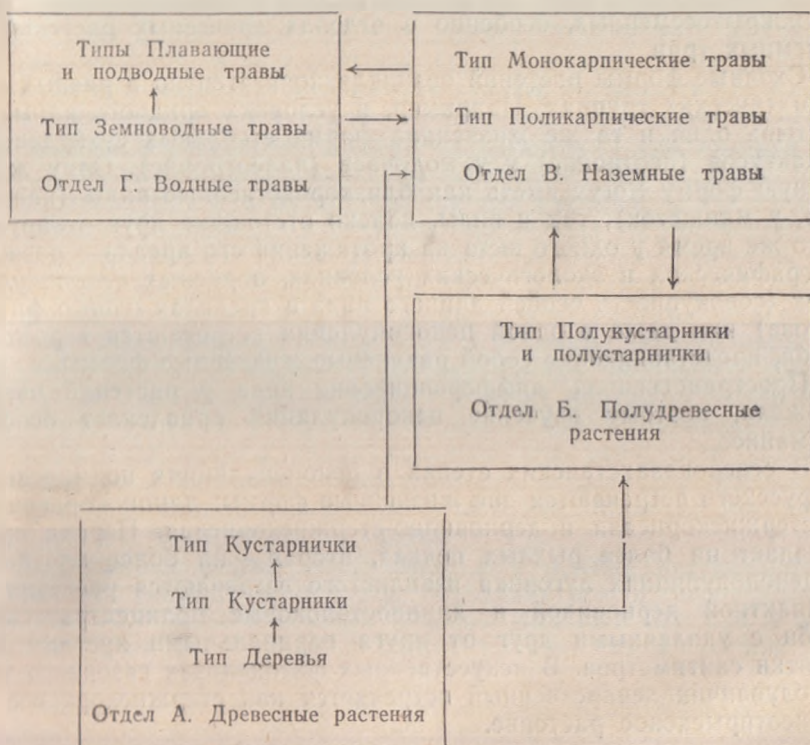 Типы Плавающие
и подводные травы
Тип Земноводные травы
Отдел Г. Водные травы
Тип Монокарпические травы
Тип Поликарпические травы
Отдел В. Наземные травы
Тип Полукустарники
и полустарнички
Отдел Б. Полудревесные
растения
Тип Кустарнички
Тип Кустарники
Тип Деревья
Отдел А. Древесные растения